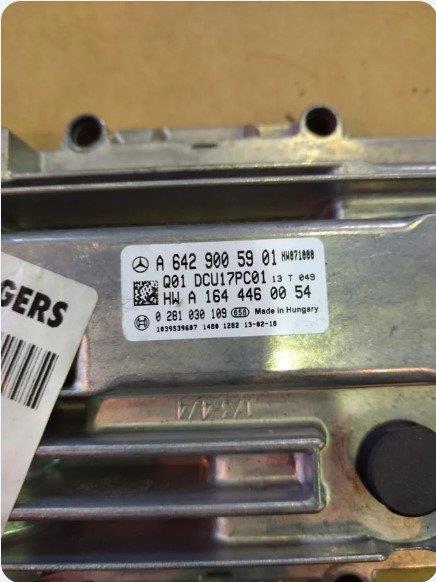 A 642 900 59 01 HW071000
Q01 DCU17PC01 13 T 049
HW A 164 446 00 54
0 281 030 109 658 Made in Hungary
1039S39607 1480 1282 13-02-18
GERS